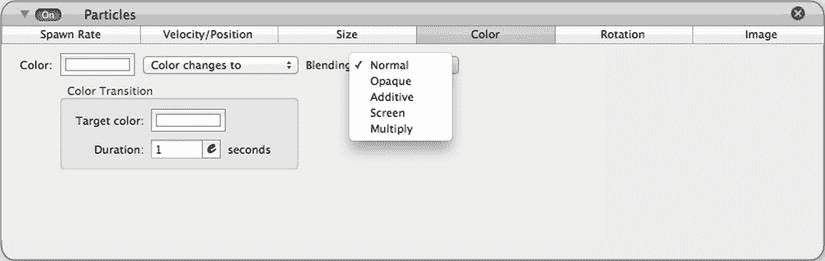 On Particles
Spawn Rate Velocity/Position Size Color Rotation Image
Color: Color changes to Blending ✓ Normal
Opaque
Additive
Screen
Multiply
Color Transition
Target color:
Duration: 1 seconds